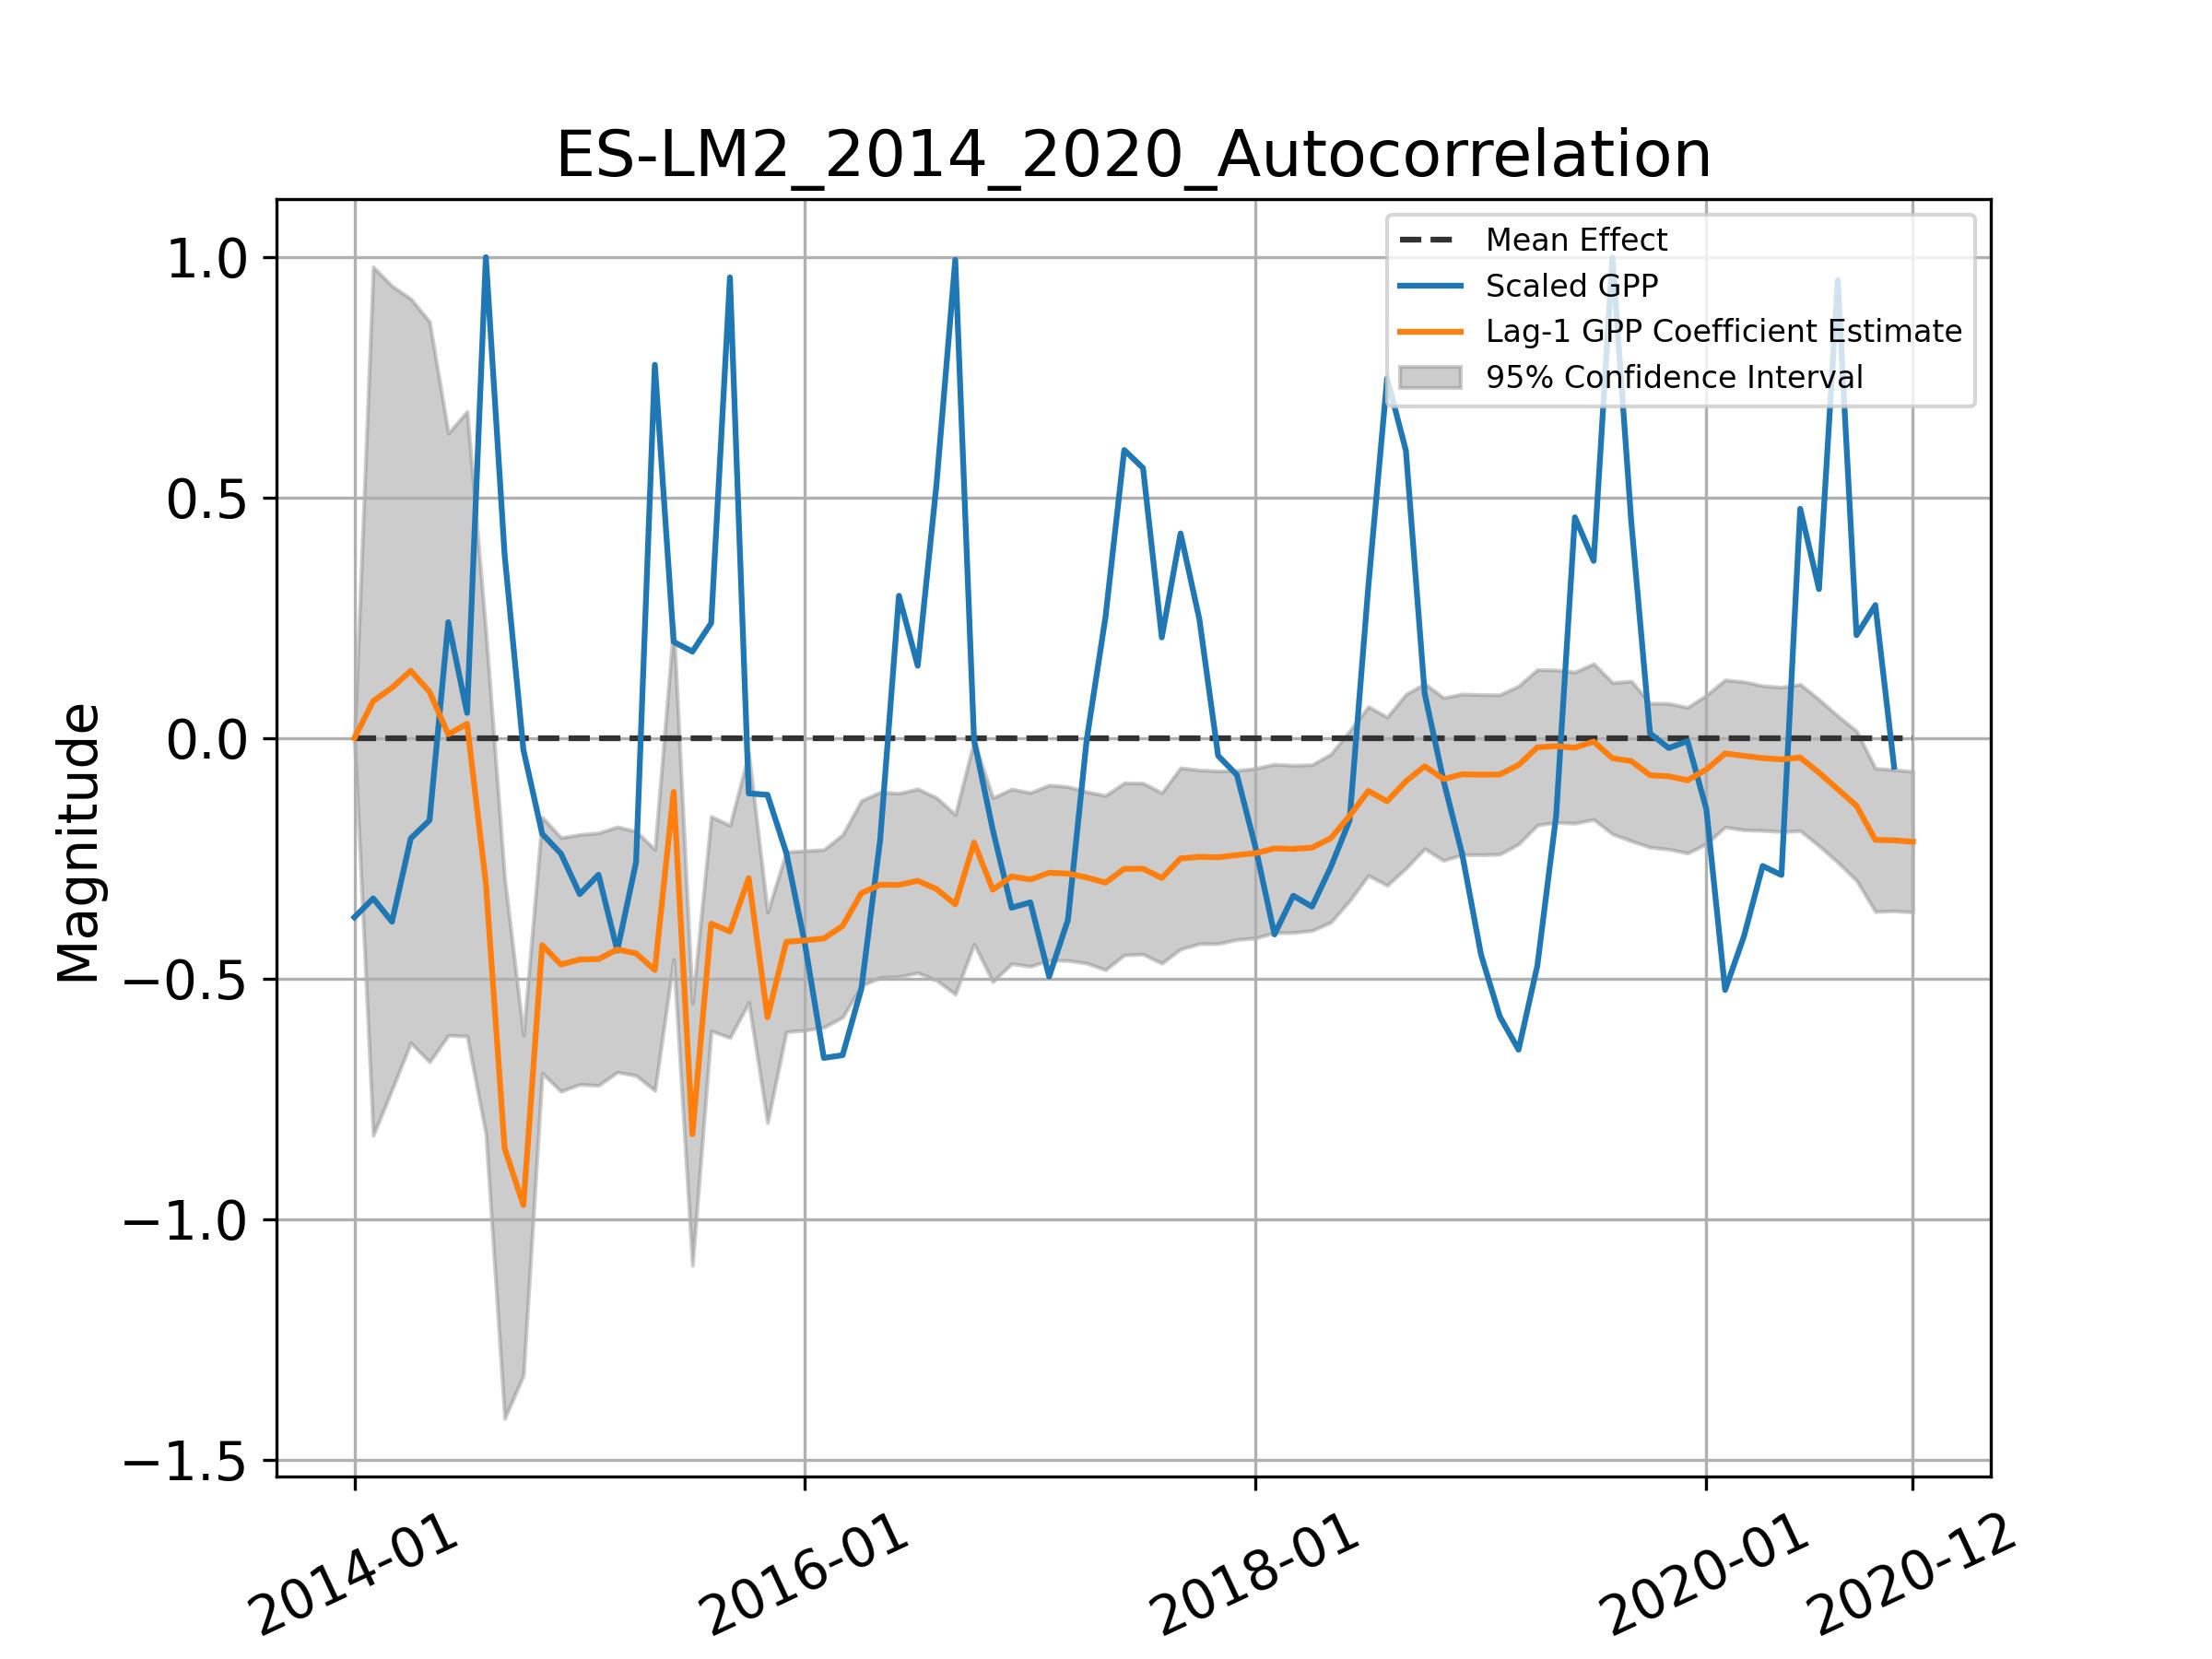 ES-LM2_2014_2020_Autocorrelation
Mean Effect
Scaled GPP
Lag-1 GPP Coefficient Estimate
95% Confidence Interval
Magnitude
1.0
0.5
0.0
−0.5
−1.0
−1.5
2014-01
2016-01
2018-01
2020-01
2020-12